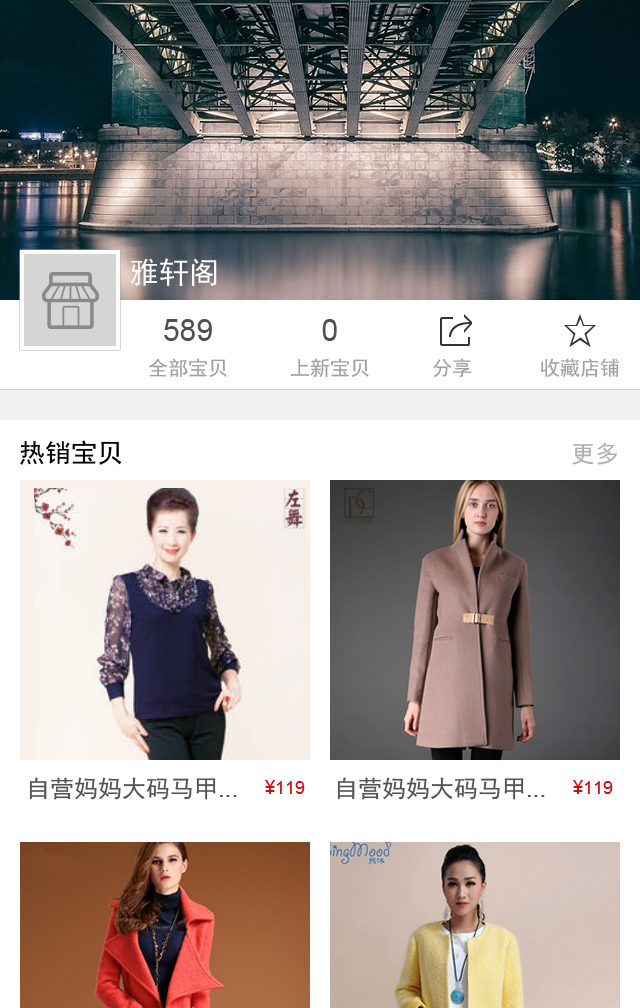 雅轩阁
589
0
全部宝贝
上新宝贝
分享
收藏店铺
热销宝贝
更多
左舞
自营妈妈大码马甲...
¥119
自营妈妈大码马甲...
¥119